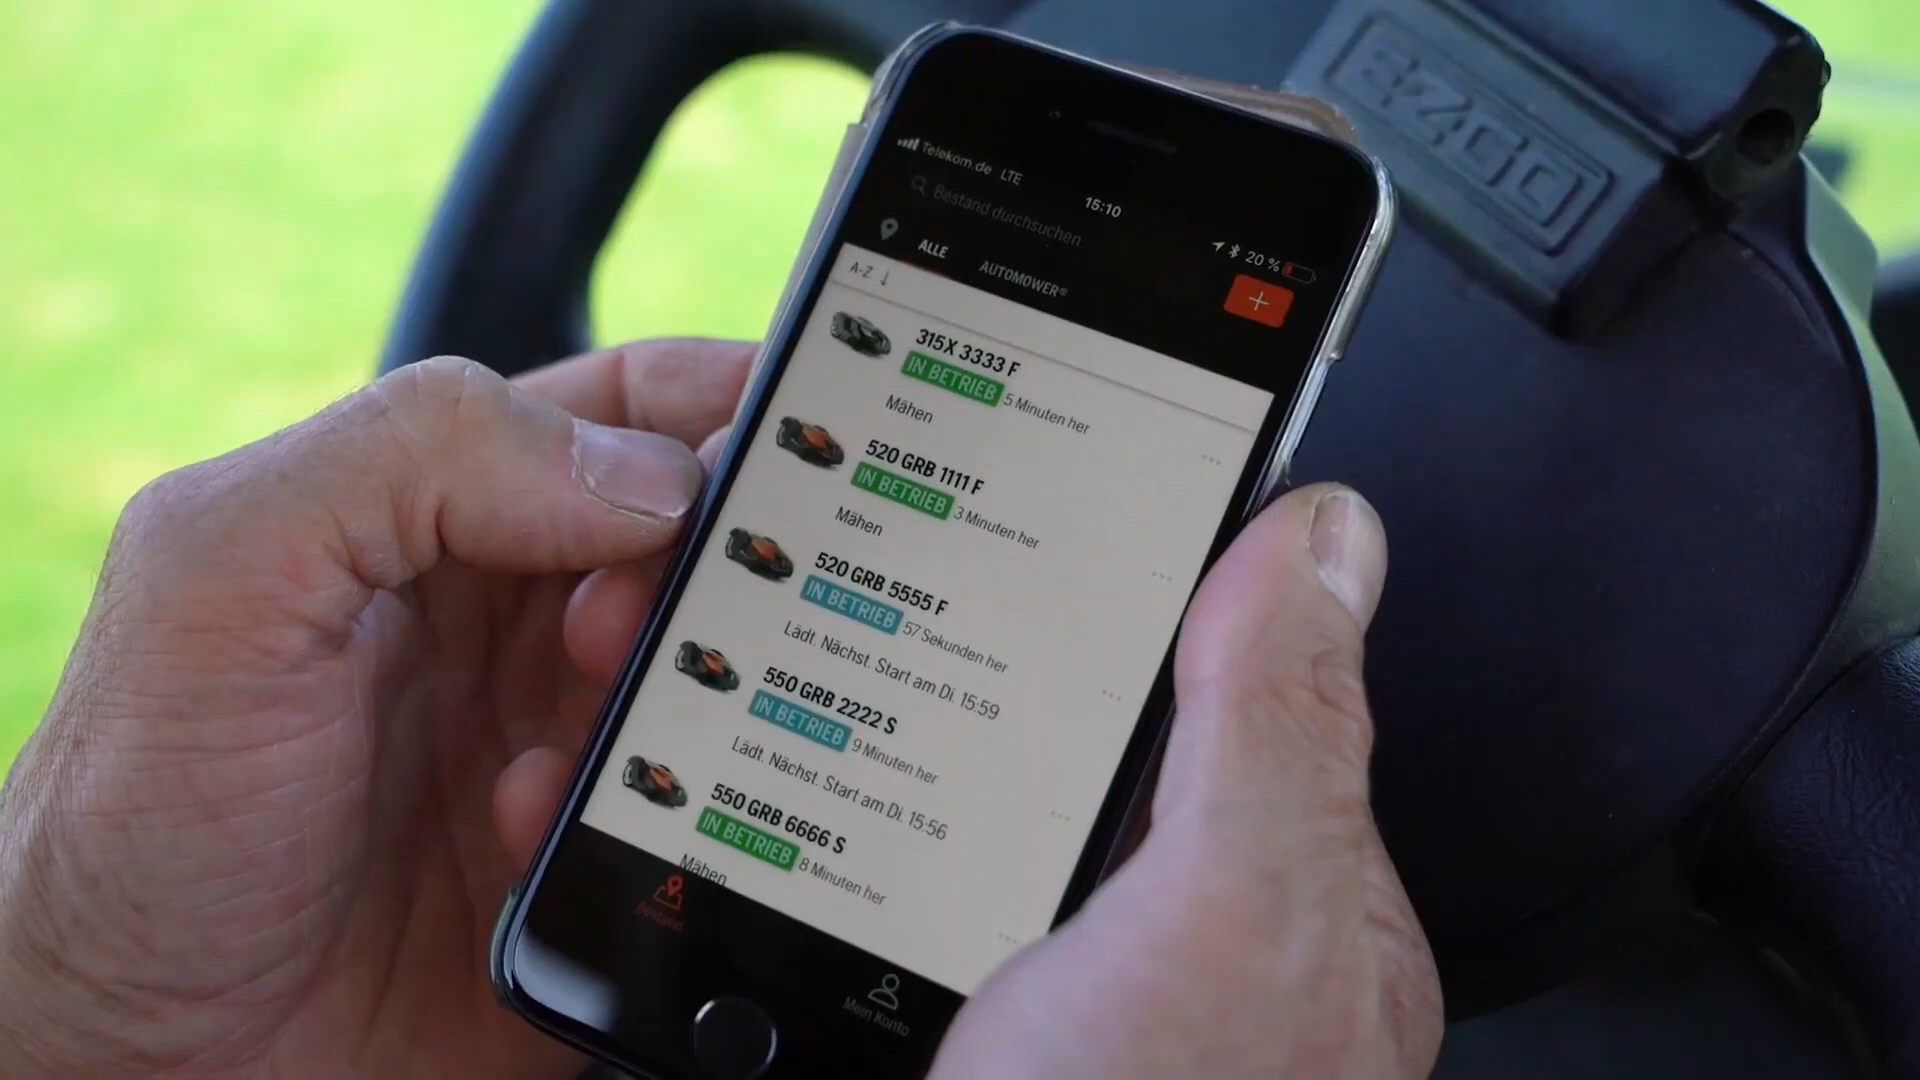 E-Z-GO
Telekom.de LTE
15:10
20 %
Bestand durchsuchen
ALLE
AUTOMOWER®
+
A-Z ↓
315X 3333 F
IN BETRIEB 5 Minuten her
Mähen
520 GRB 1111 F
IN BETRIEB 3 Minuten her
Mähen
520 GRB 5555 F
IN BETRIEB 57 Sekunden her
Lädt. Nächst. Start am Di. 15:59
550 GRB 2222 S
IN BETRIEB 9 Minuten her
Lädt. Nächst. Start am Di. 15:56
550 GRB 6666 S
IN BETRIEB 8 Minuten her
Mähen
Bestand
Mein Konto